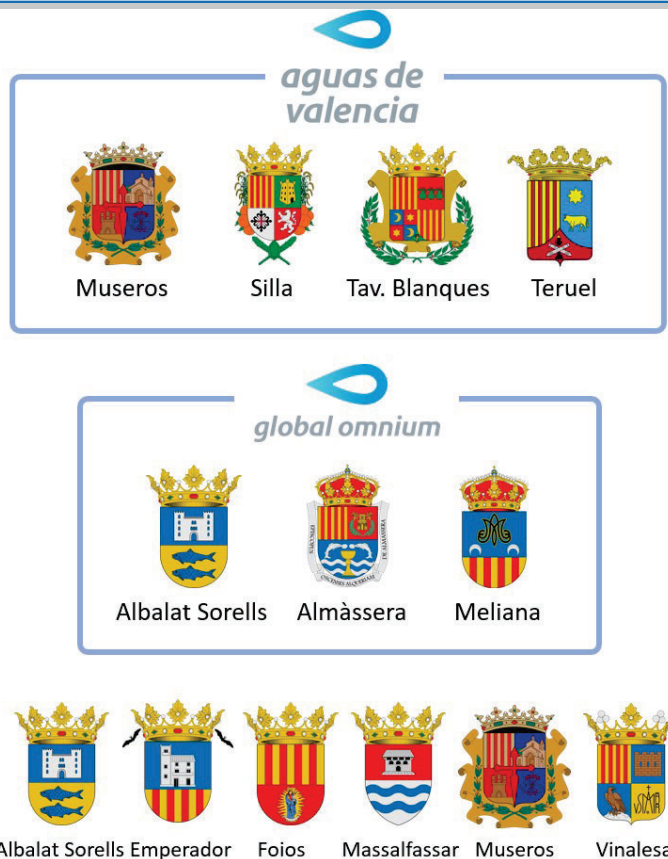 aguas de
valencia
Museros Silla Tav. Blanques Teruel
global omnium
Albalat Sorells Almàssera Meliana
Albalat Sorells Emperador Foios Massalfassar Museros Vinalesa